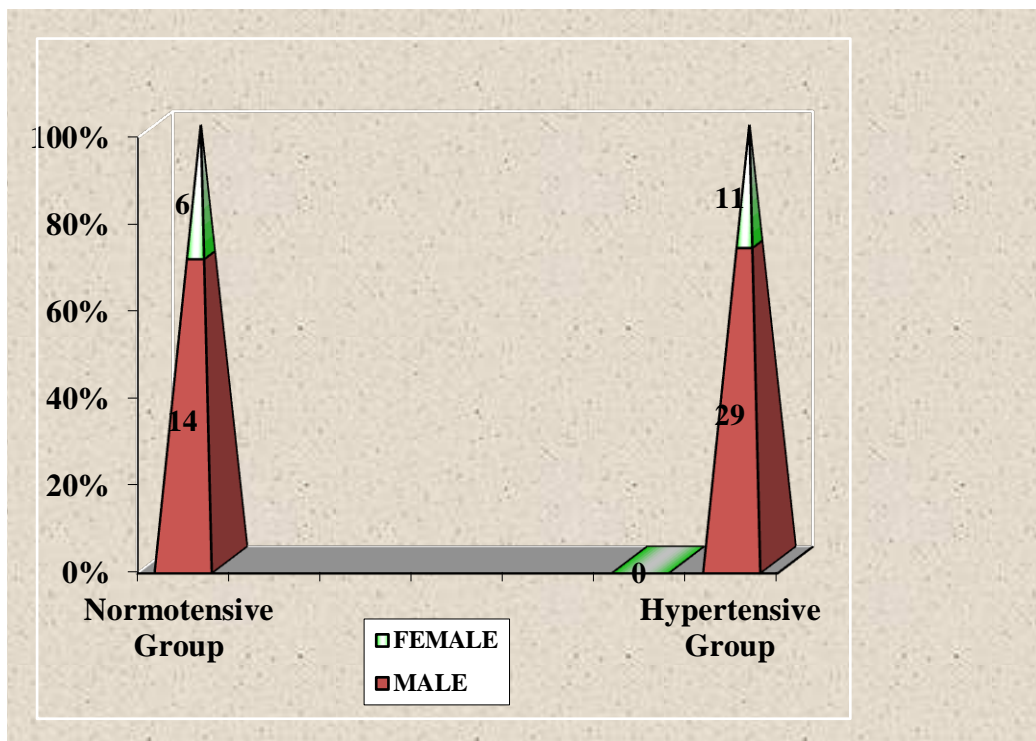 100%
80%
60%
40%
20%
0%
6
14
11
29
0
Normotensive
Group
Hypertensive
Group
FEMALE
MALE